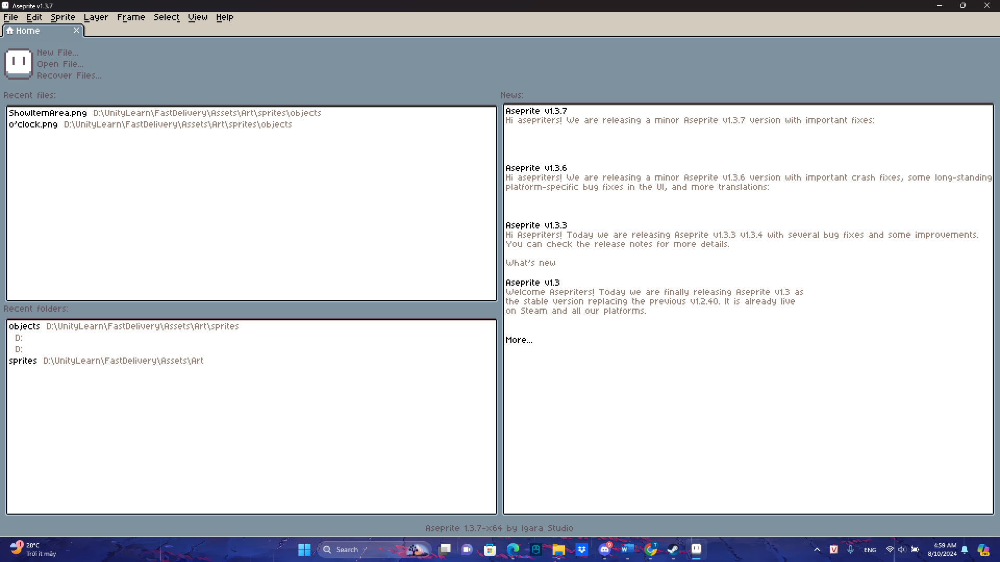 Aseprite v1.3.7
File Edit Sprite Layer Frame Select View Help
Home
New File...
Open File...
Recover Files...
Recent files:
ShowItemArea.png D:\UnityLearn\FastDelivery\Assets\Art\sprites\objects
o'clock.png D:\UnityLearn\FastDelivery\Assets\Art\sprites\objects
Recent folders:
objects D:\UnityLearn\FastDelivery\Assets\Art\sprites
D:
D:
sprites D:\UnityLearn\FastDelivery\Assets\Art
News:
Aseprite v1.3.7
Hi asepriters! We are releasing a minor Aseprite v1.3.7 version with important fixes:
Aseprite v1.3.6
Hi asepriters! We are releasing a minor Aseprite v1.3.6 version with important crash fixes, some long-standing
platform-specific bug fixes in the UI, and more translations:
Aseprite v1.3.3
Hi Asepriters! Today we are releasing Aseprite v1.3.3 v1.3.4 with several bug fixes and some improvements.
You can check the release notes for more details.
What's new
Aseprite v1.3
Welcome Asepriters! Today we are finally releasing Aseprite v1.3 as
the stable version replacing the previous v1.2.40. It is already live
on Steam and all our platforms.
More...
Aseprite 1.3.7-x64 by Igara Studio
1
28°C
Trời ít mây
Search
9
W
T
V
ENG
4:59 AM
8/10/2024
PRE